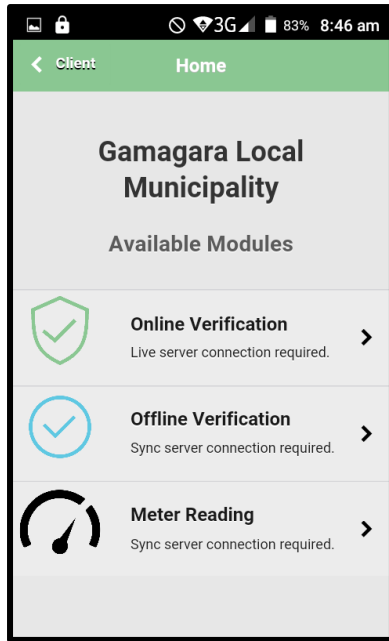 3G 83% 8:46 am
Client Home
Gamagara Local
Municipality
Available Modules
Online Verification
Live server connection required.
Offline Verification
Sync server connection required.
Meter Reading
Sync server connection required.